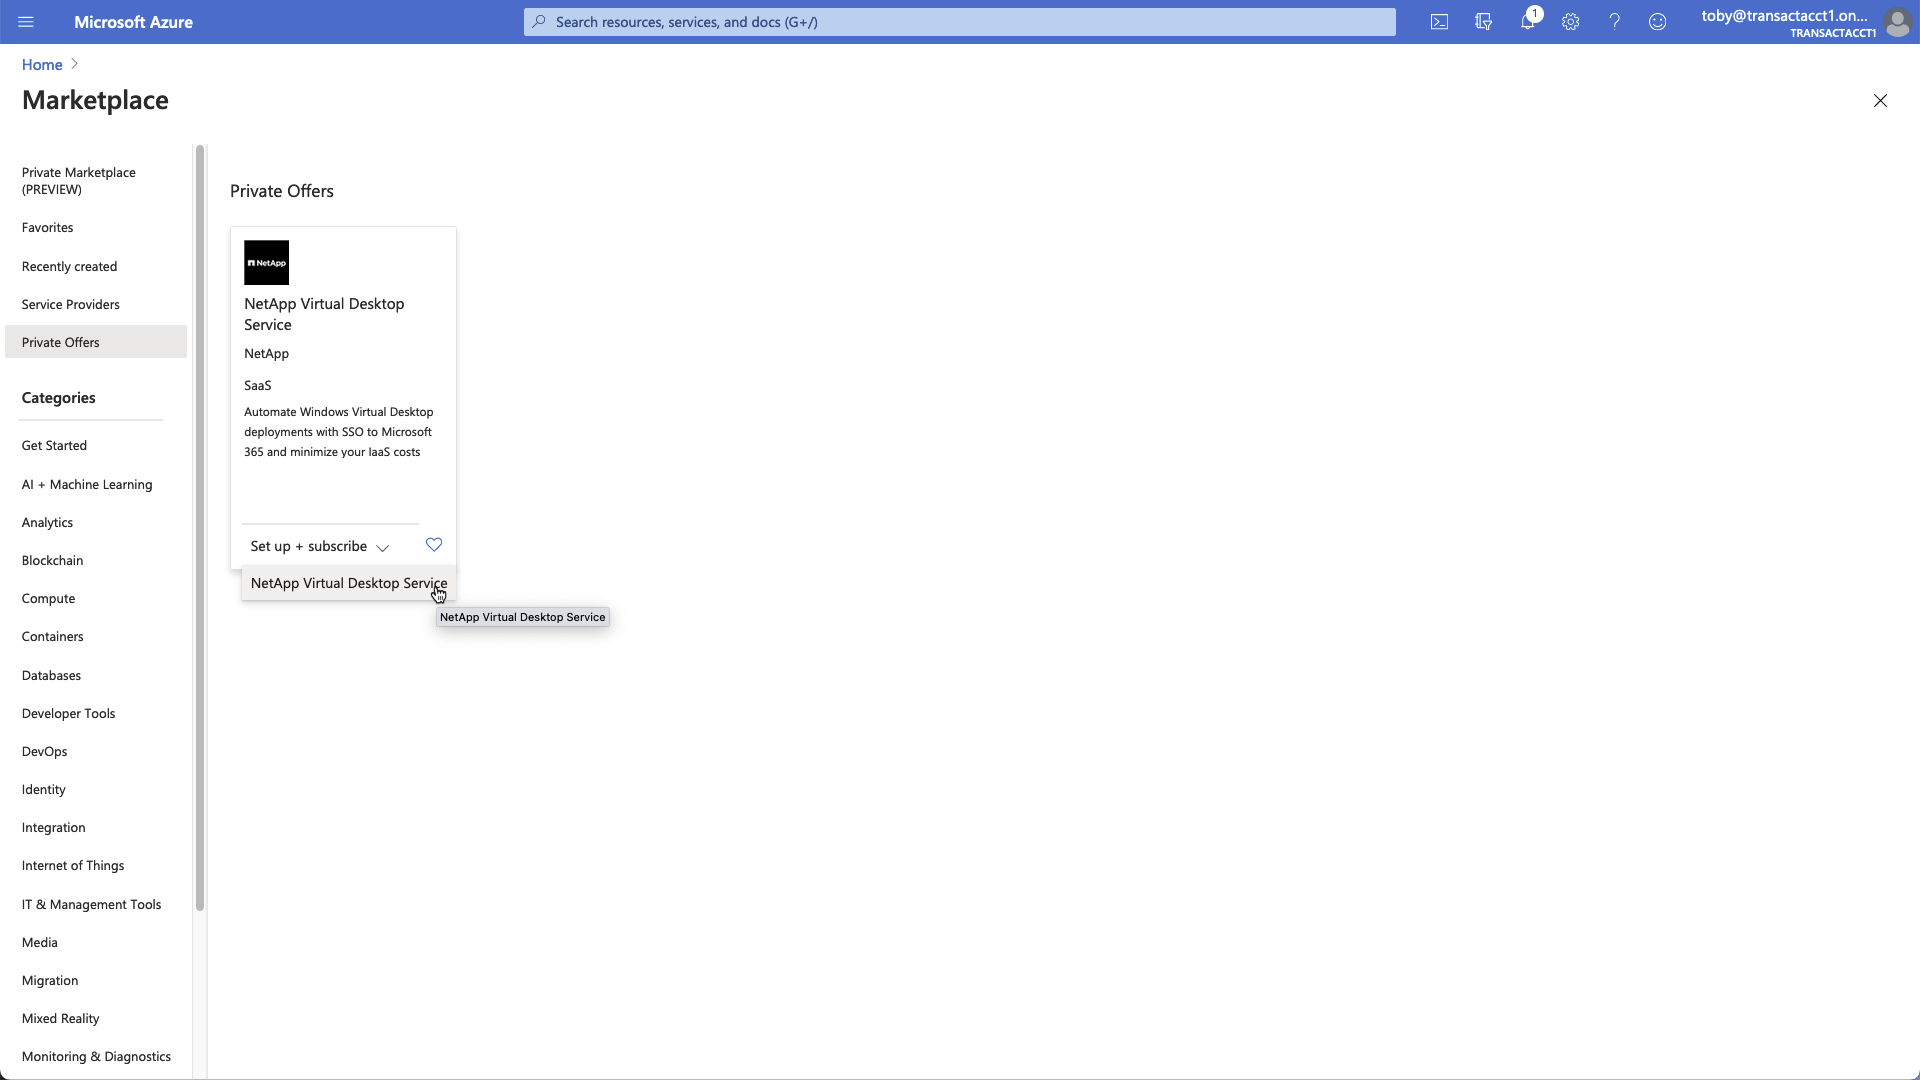 Microsoft Azure
Search resources, services, and docs (G+/)
1
toby@transactacct1.on...
TRANSACTACCT1
Home
Marketplace
Private Marketplace
(PREVIEW)
Favorites
Recently created
Service Providers
Private Offers
Categories
Get Started
AI + Machine Learning
Analytics
Blockchain
Compute
Containers
Databases
Developer Tools
DevOps
Identity
Integration
Internet of Things
IT & Management Tools
Media
Migration
Mixed Reality
Monitoring & Diagnostics
Private Offers
NetApp
NetApp Virtual Desktop
Service
NetApp
SaaS
Automate Windows Virtual Desktop
deployments with SSO to Microsoft
365 and minimize your IaaS costs
Set up + subscribe
NetApp Virtual Desktop Service
NetApp Virtual Desktop Service